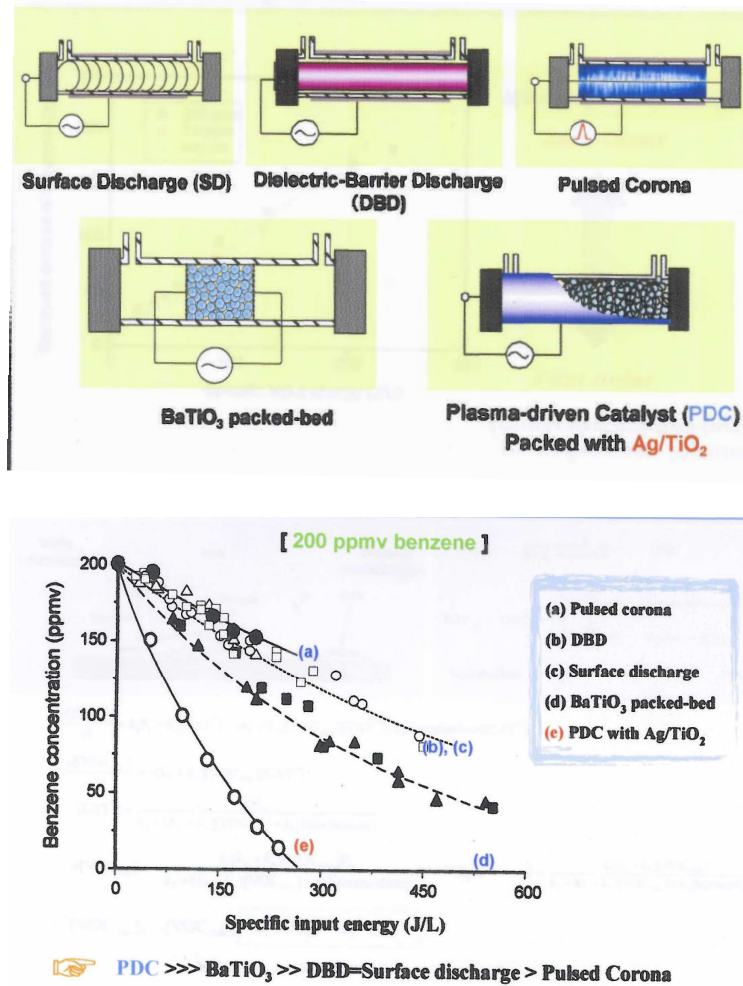 Surface Discharge (SD)
Dielectric-Barrier Discharge
(DBD)
Pulsed Corona
BaTiO₃ packed-bed
Plasma-driven Catalyst (PDC)
Packed with Ag/TiO₂
[ 200 ppmv benzene ]
Benzene concentration (ppmv)
200
150
100
50
0
(a)
(b), (c)
(e)
(d)
0
150
300
450
600
Specific input energy (J/L)
(a) Pulsed corona
(b) DBD
(c) Surface discharge
(d) BaTiO₃ packed-bed
(e) PDC with Ag/TiO₂
PDC >>> BaTiO₃ >> DBD=Surface discharge > Pulsed Corona